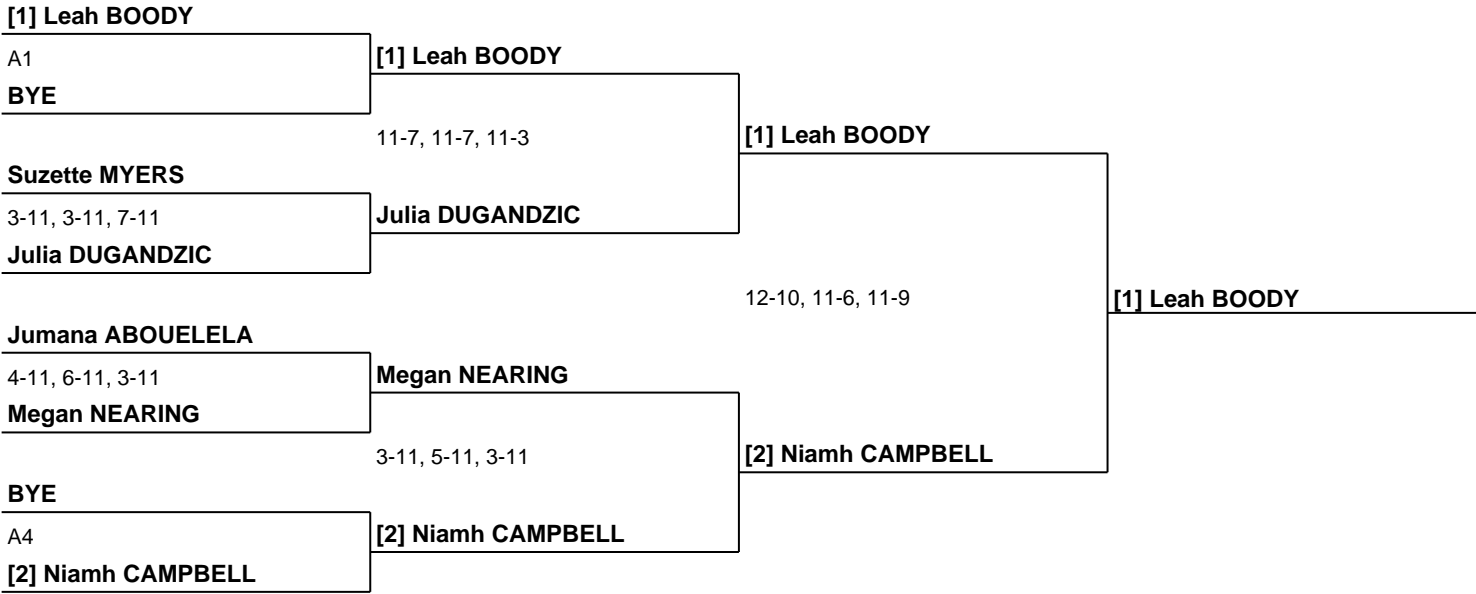 [1] Leah BOODY
A1
BYE
[1] Leah BOODY
11-7, 11-7, 11-3
[1] Leah BOODY
Suzette MYERS
3-11, 3-11, 7-11
Julia DUGANDZIC
Julia DUGANDZIC
12-10, 11-6, 11-9
[1] Leah BOODY
Jumana ABOUELELA
4-11, 6-11, 3-11
Megan NEARING
Megan NEARING
3-11, 5-11, 3-11
[2] Niamh CAMPBELL
BYE
A4
[2] Niamh CAMPBELL
[2] Niamh CAMPBELL